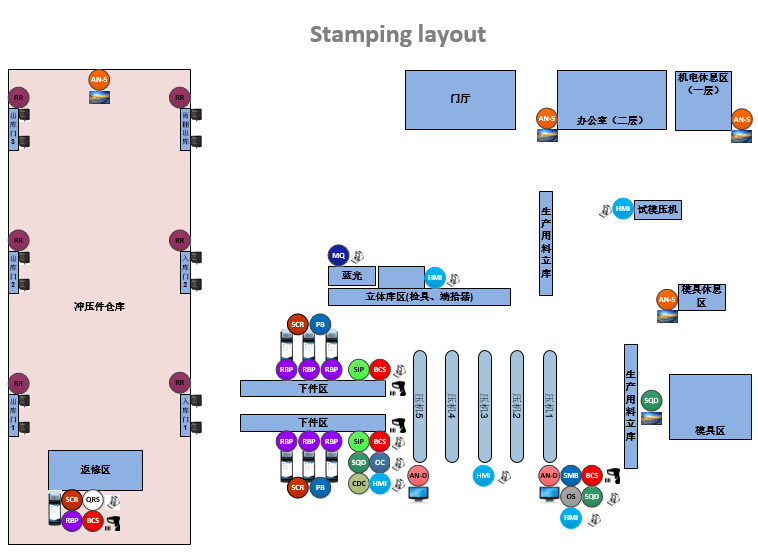 Stamping layout
AN-S
RR
RR
出库门3
雨棚出库
门厅
办公室（二层）
AN-S
机电休息区
（一层）
AN-S
生产用料立库
HMI
试模压机
RR
RR
出库门2
入库门2
冲压件仓库
MQ
蓝光
HMI
立体库区(检具、端拾器)
AN-S
模具休息
区
SCR
PB
RBP
RBP
RBP
SIP
BCS
下件区
下件区
RBP
RBP
RBP
SIP
BCS
SQD
OC
SCR
PB
CDC
HMI
压机5
压机4
压机3
压机2
压机1
AN-D
HMI
AN-D
SMB
BCS
OS
SQD
HMI
生产用料立库
SQD
模具区
RR
RR
出库门1
入库门1
返修区
SCR
QRS
RBP
BCS